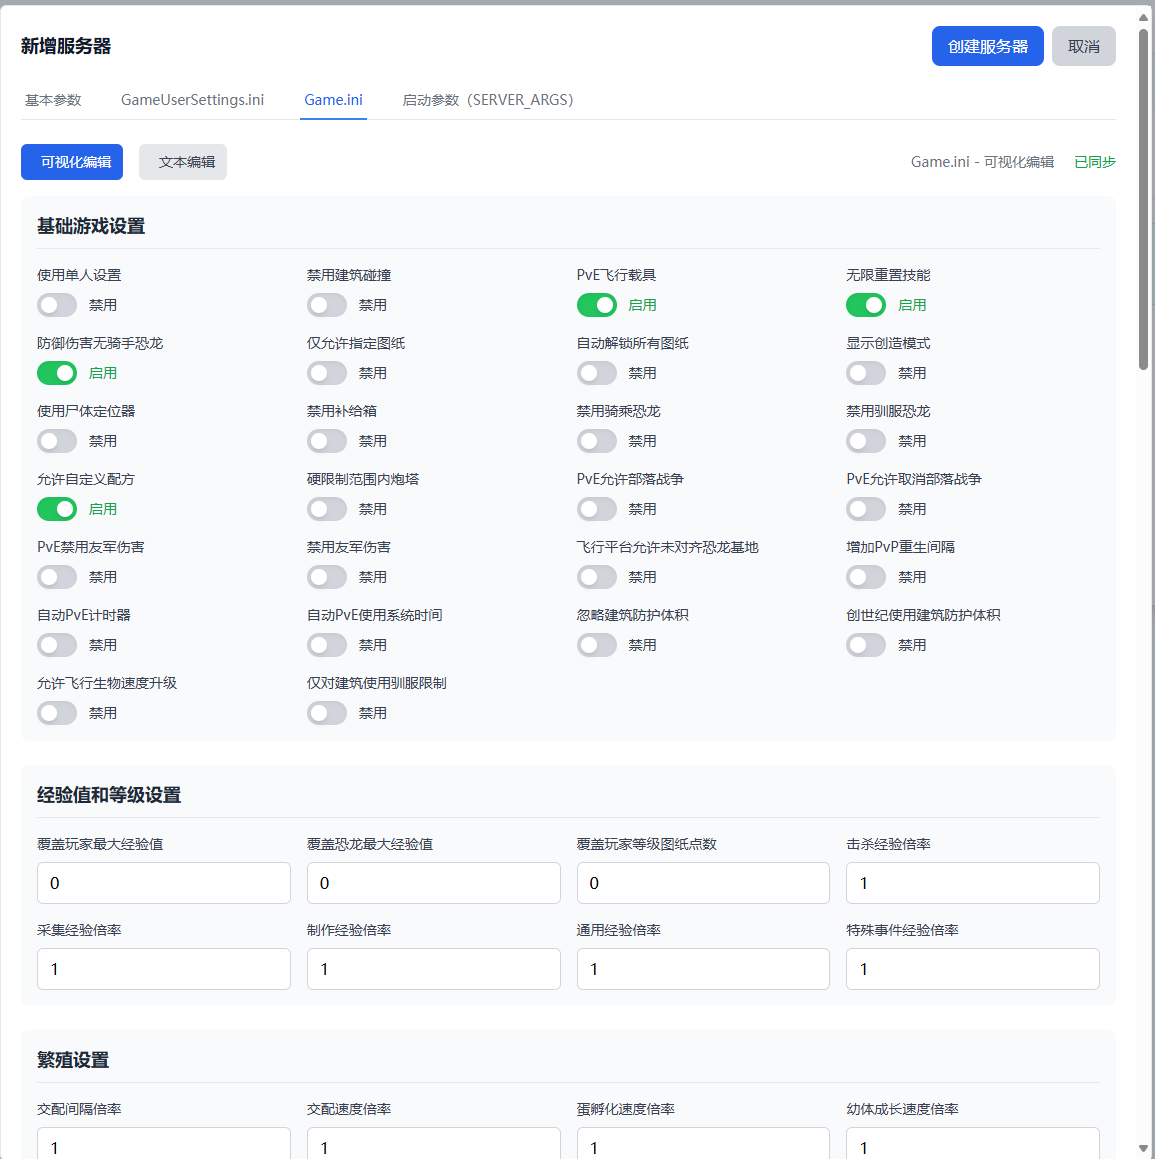 新增服务器
创建服务器 取消
基本参数 GameUserSettings.ini Game.ini 启动参数（SERVER_ARGS）
可视化编辑 文本编辑 Game.ini - 可视化编辑 已同步
基础游戏设置
使用单人设置 禁用建筑碰撞 PvE飞行载具 无限重置技能
禁用 禁用 启用 启用
防御伤害无骑手恐龙 仅允许指定图纸 自动解锁所有图纸 显示创造模式
启用 禁用 禁用 禁用
使用尸体定位器 禁用补给箱 禁用骑乘恐龙 禁用驯服恐龙
禁用 禁用 禁用 禁用
允许自定义配方 硬限制范围内炮塔 PvE允许部落战争 PvE允许取消部落战争
启用 禁用 禁用 禁用
PvE禁用友军伤害 禁用友军伤害 飞行平台允许未对齐恐龙基地 增加PvP重生间隔
禁用 禁用 禁用 禁用
自动PvE计时器 自动PvE使用系统时间 忽略建筑防护体积 创世纪使用建筑防护体积
禁用 禁用 禁用 禁用
允许飞行生物速度升级 仅对建筑使用驯服限制
禁用 禁用
经验值和等级设置
覆盖玩家最大经验值 覆盖恐龙最大经验值 覆盖玩家等级图纸点数 击杀经验倍率
0 0 0 1
采集经验倍率 制作经验倍率 通用经验倍率 特殊事件经验倍率
1 1 1 1
繁殖设置
交配间隔倍率 交配速度倍率 蛋孵化速度倍率 幼体成长速度倍率
1 1 1 1